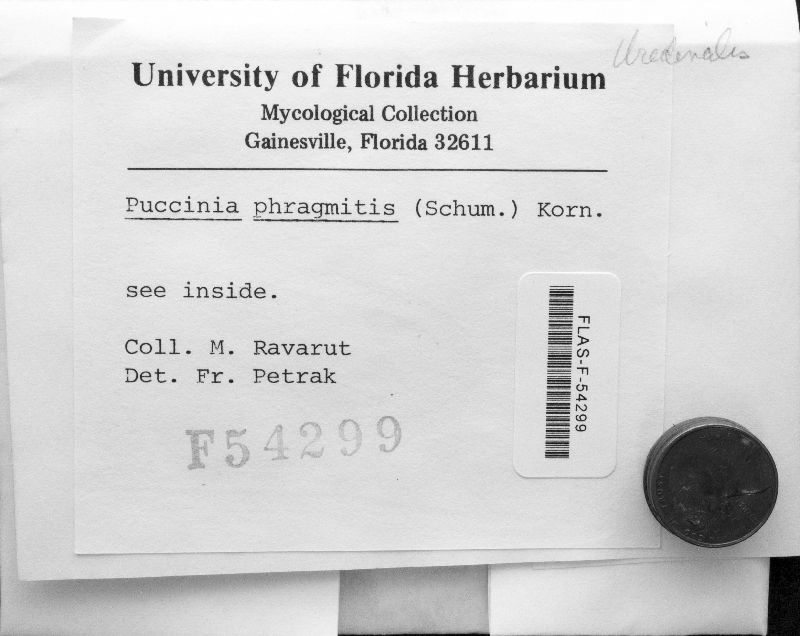 Uredinales
University of Florida Herbarium
Mycological Collection
Gainesville, Florida 32611
Puccinia phragmitis (Schum.) Korn.
see inside.
Coll. M. Ravarut
Det. Fr. Petrak
F54299
FLAS-F-54299